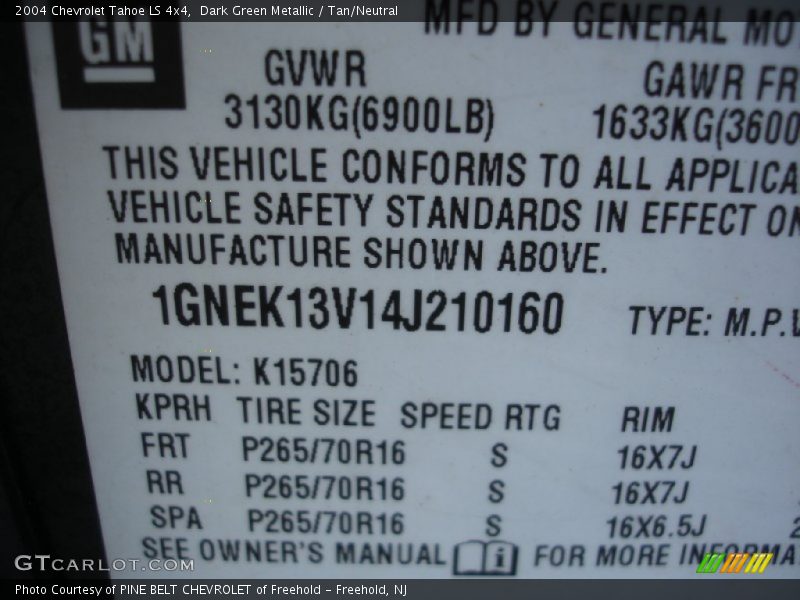 2004 Chevrolet Tahoe LS 4x4, Dark Green Metallic / Tan/Neutral
MFD BY GENERAL MO
GM
GVWR GAWR FR
3130KG(6900LB) 1633KG(3600
THIS VEHICLE CONFORMS TO ALL APPLICA
VEHICLE SAFETY STANDARDS IN EFFECT ON
MANUFACTURE SHOWN ABOVE.
1GNEK13V14J210160 TYPE: M.P.V
MODEL: K15706
KPRH TIRE SIZE SPEED RTG RIM
FRT P265/70R16 S 16X7J
RR P265/70R16 S 16X7J
SPA P265/70R16 S 16X6.5J 2
SEE OWNER'S MANUAL i FOR MORE INFORMA
GTcarlot.com
Photo Courtesy of PINE BELT CHEVROLET of Freehold - Freehold, NJ